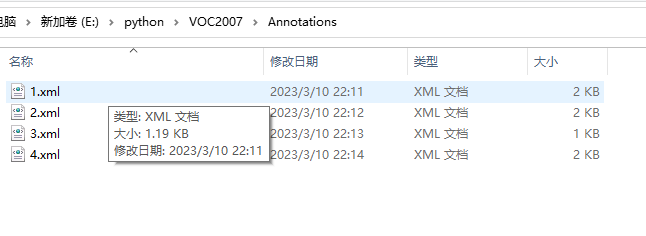 电脑 › 新加卷 (E:) › python › VOC2007 › Annotations
名称 修改日期 类型 大小
1.xml 2023/3/10 22:11 XML 文档 2 KB
2.xml 2023/3/10 22:12 XML 文档 2 KB
类型: XML 文档
3.xml 2023/3/10 22:13 XML 文档 1 KB
大小: 1.19 KB
4.xml 2023/3/10 22:14 XML 文档 2 KB
修改日期: 2023/3/10 22:11